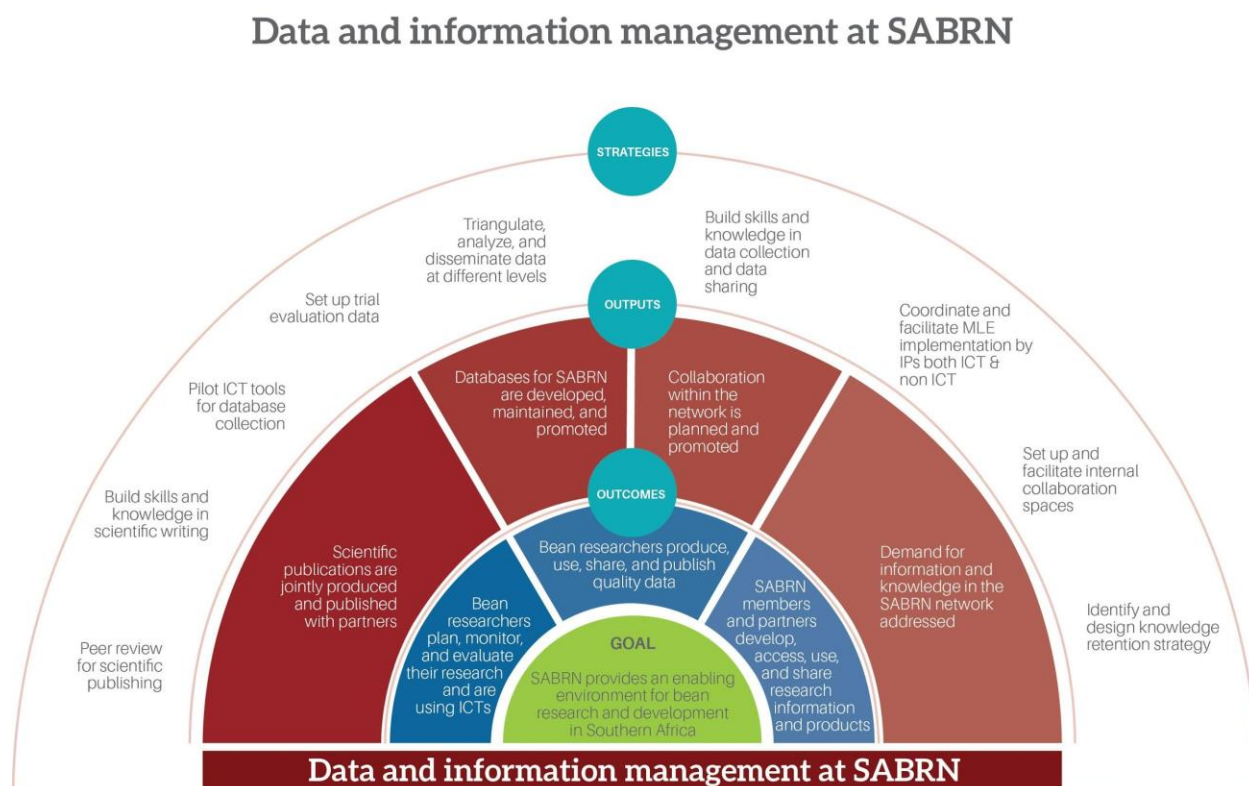 Data and information management at SABRN
STRATEGIES
Triangulate,
analyze, and
disseminate data
at different levels
Build skills and
knowledge in
data collection
and data
sharing
Set up trial
evaluation data
Coordinate and
facilitate MLE
implementation by
IPs both ICT &
non ICT
Pilot ICT tools
for database
collection
Set up and
facilitate internal
collaboration
spaces
Build skills and
knowledge in
scientific writing
Identify and
design knowledge
retention strategy
Peer review
for scientific
publishing
OUTPUTS
Databases for SABRN
are developed,
maintained, and
promoted
Collaboration
within the
network is
planned and
promoted
Scientific
publications are
jointly produced
and published
with partners
Demand for
information and
knowledge in the
SABRN network
addressed
OUTCOMES
Bean researchers produce,
use, share, and publish
quality data
Bean
researchers
plan, monitor,
and evaluate
their research
and are
using ICTs
SABRN
members
and partners
develop,
access, use,
and share
research
information
and products
GOAL
SABRN provides an enabling
environment for bean
research and development
in Southern Africa
Data and information management at SABRN